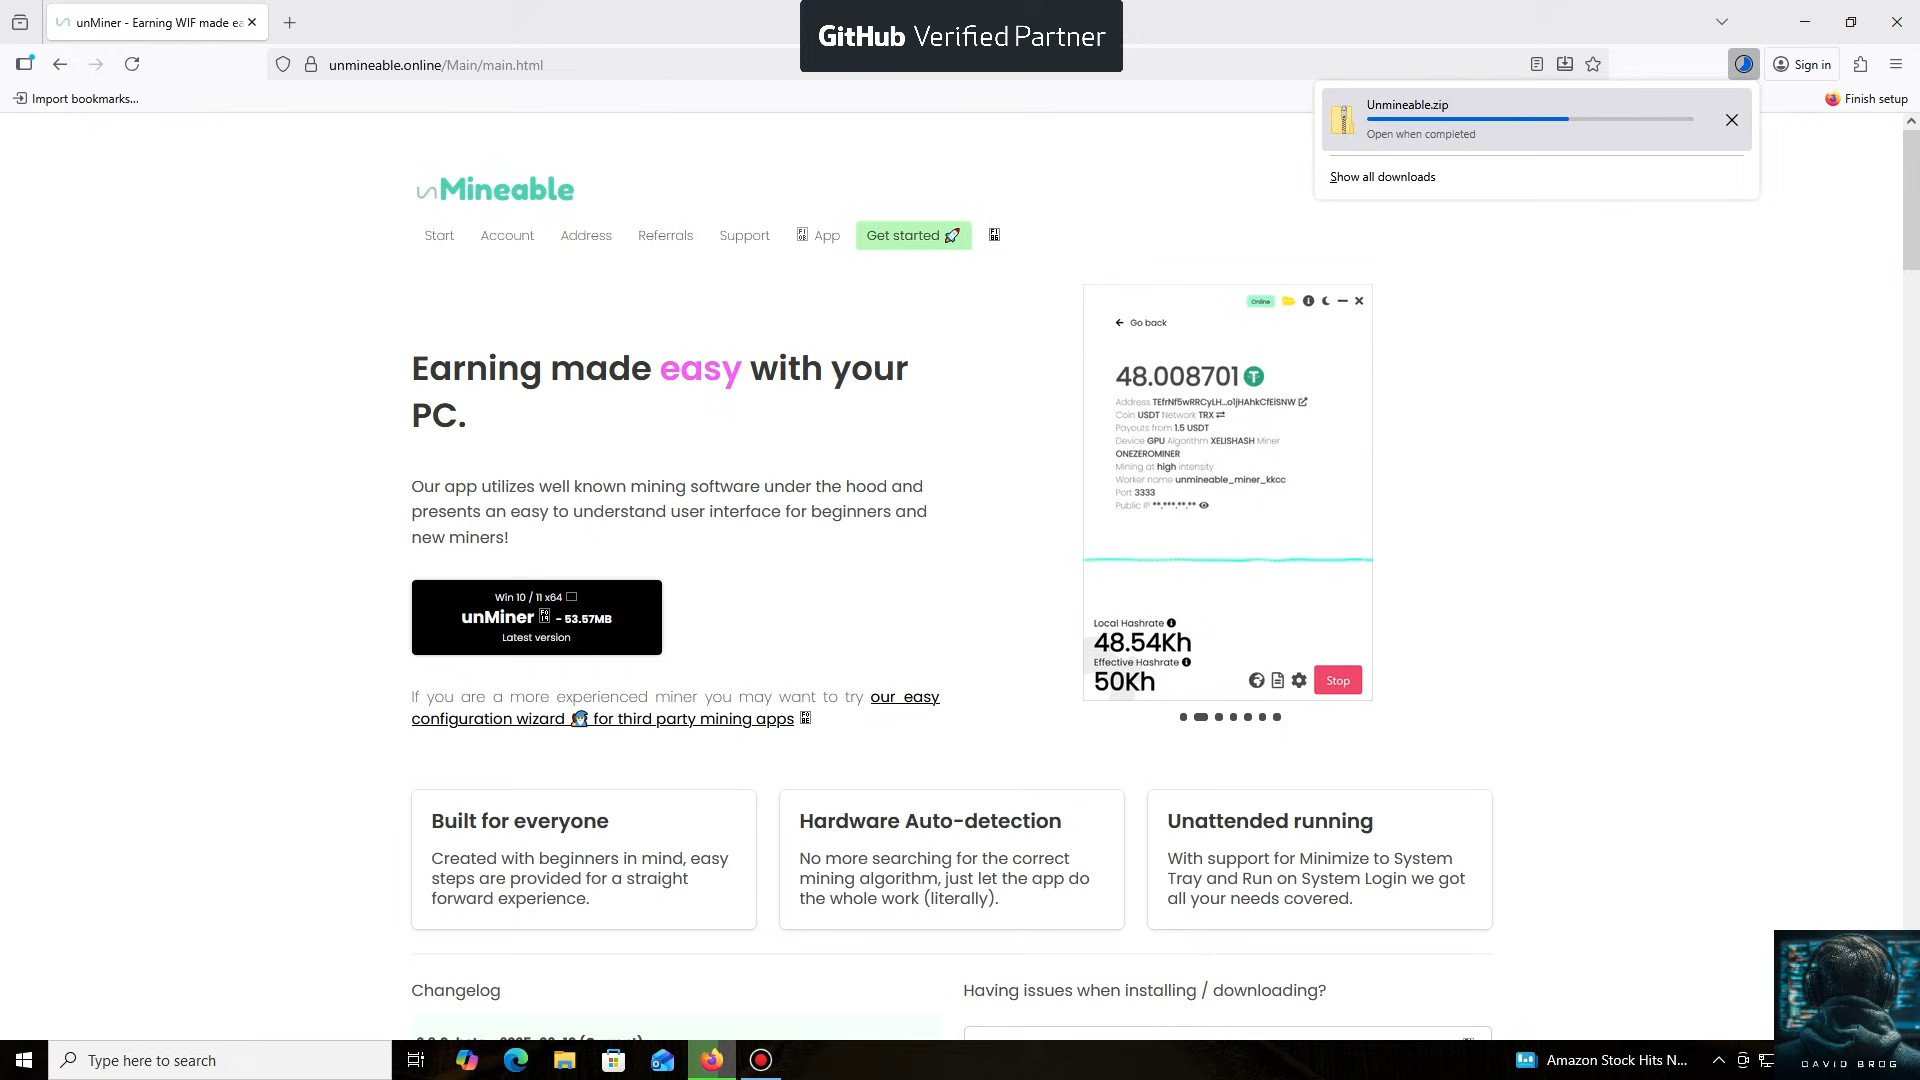 unMiner - Earning WIF made ea
GitHub Verified Partner
unmineable.online/Main/main.html
Sign in
Import bookmarks...
Finish setup
Unmineable.zip
Open when completed
Show all downloads
unMineable
Start
Account
Address
Referrals
Support
App
Get started 🚀
Earning made easy with your
PC.
Our app utilizes well known mining software under the hood and
presents an easy to understand user interface for beginners and
new miners!
Win 10 / 11 x64
unMiner - 53.57MB
Latest version
If you are a more experienced miner you may want to try our easy
configuration wizard for third party mining apps
Online
Go back
48.008701
Address TEfrNf5wRRCyLH...o1jHAhkCfEiSNW
Coin USDT Network TRX
Payouts from 1.5 USDT
Device GPU Algorithm XELISHASH Miner
ONEZEROMINER
Mining at high intensity
Worker name unmineable_miner_kkcc
Port 3333
Public IP **.***.**.**
Local Hashrate
48.54Kh
Effective Hashrate
50Kh
Stop
Built for everyone
Created with beginners in mind, easy
steps are provided for a straight
forward experience.
Hardware Auto-detection
No more searching for the correct
mining algorithm, just let the app do
the whole work (literally).
Unattended running
With support for Minimize to System
Tray and Run on System Login we got
all your needs covered.
Changelog
Having issues when installing / downloading?
Type here to search
Amazon Stock Hits N...
DAVID BROG